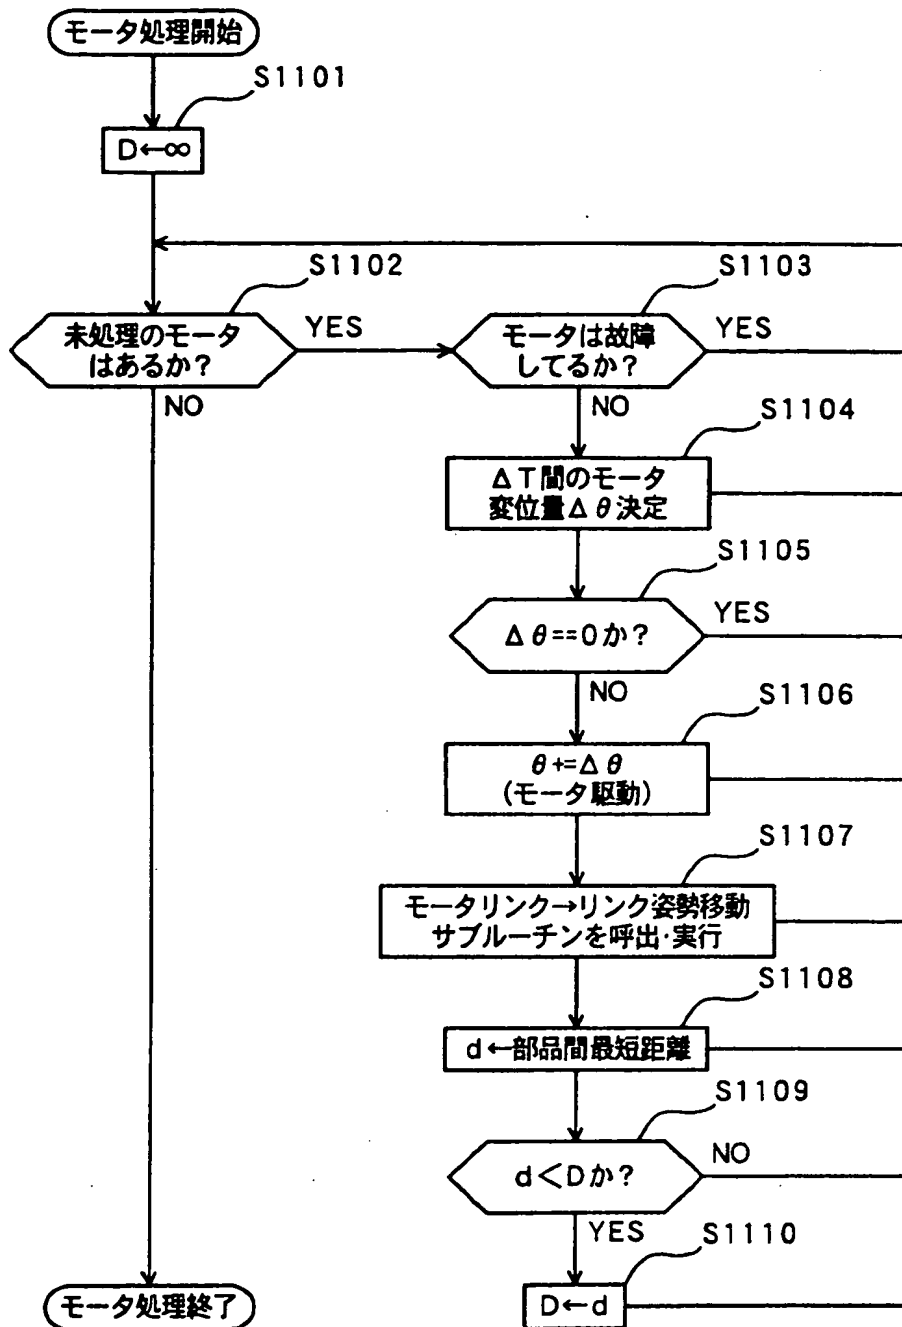 モータ処理開始
S1101
D←∞
S1102
未処理のモータ
はあるか?
YES
NO
S1103
モータは故障
してるか?
YES
NO
S1104
ΔT間のモータ
変位量Δθ決定
S1105
Δθ==0か?
YES
NO
S1106
θ+=Δθ
(モータ駆動)
S1107
モータリンク→リンク姿勢移動
サブルーチンを呼出·実行
S1108
d←部品間最短距離
S1109
d<Dか?
NO
YES
S1110
D←d
モータ処理終了